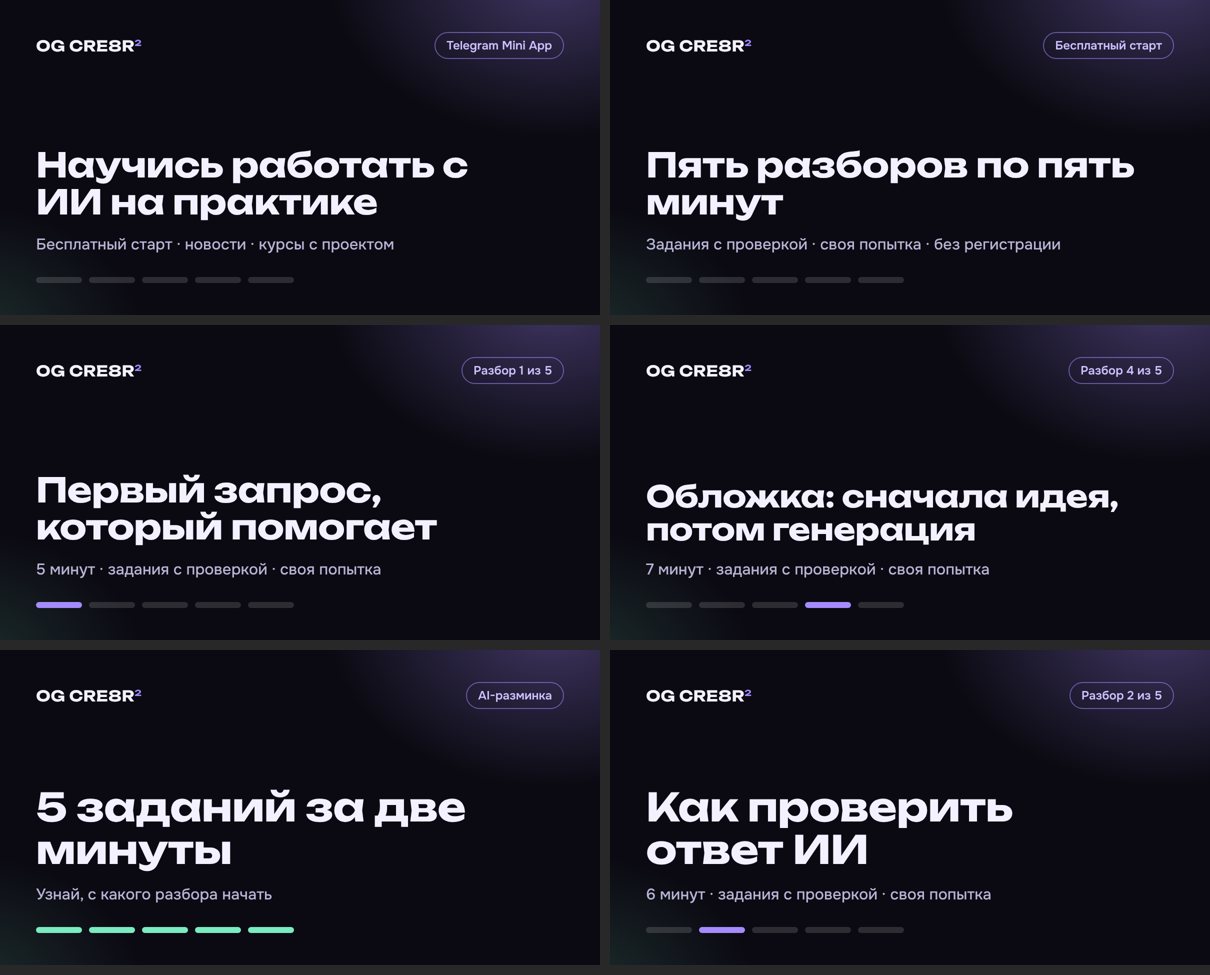 OG CRE8R²
Telegram Mini App
Научись работать с
ИИ на практике
Бесплатный старт · новости · курсы с проектом
OG CRE8R²
Бесплатный старт
Пять разборов по пять
минут
Задания с проверкой · своя попытка · без регистрации
OG CRE8R²
Разбор 1 из 5
Первый запрос,
который помогает
5 минут · задания с проверкой · своя попытка
OG CRE8R²
Разбор 4 из 5
Обложка: сначала идея,
потом генерация
7 минут · задания с проверкой · своя попытка
OG CRE8R²
AI-разминка
5 заданий за две
минуты
Узнай, с какого разбора начать
OG CRE8R²
Разбор 2 из 5
Как проверить
ответ ИИ
6 минут · задания с проверкой · своя попытка